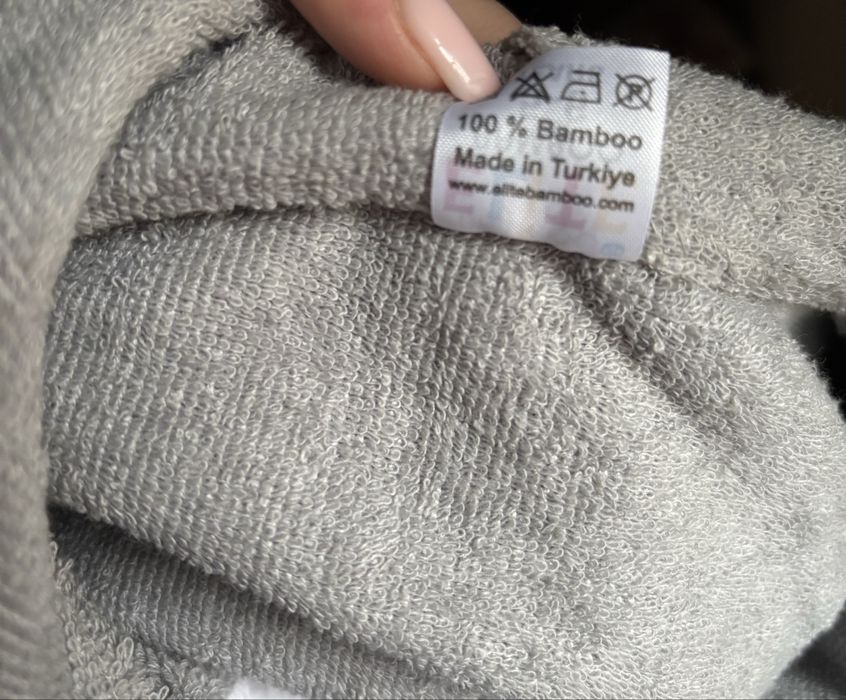 100 % Bamboo
Made in Turkiye
www.elitebamboo.com